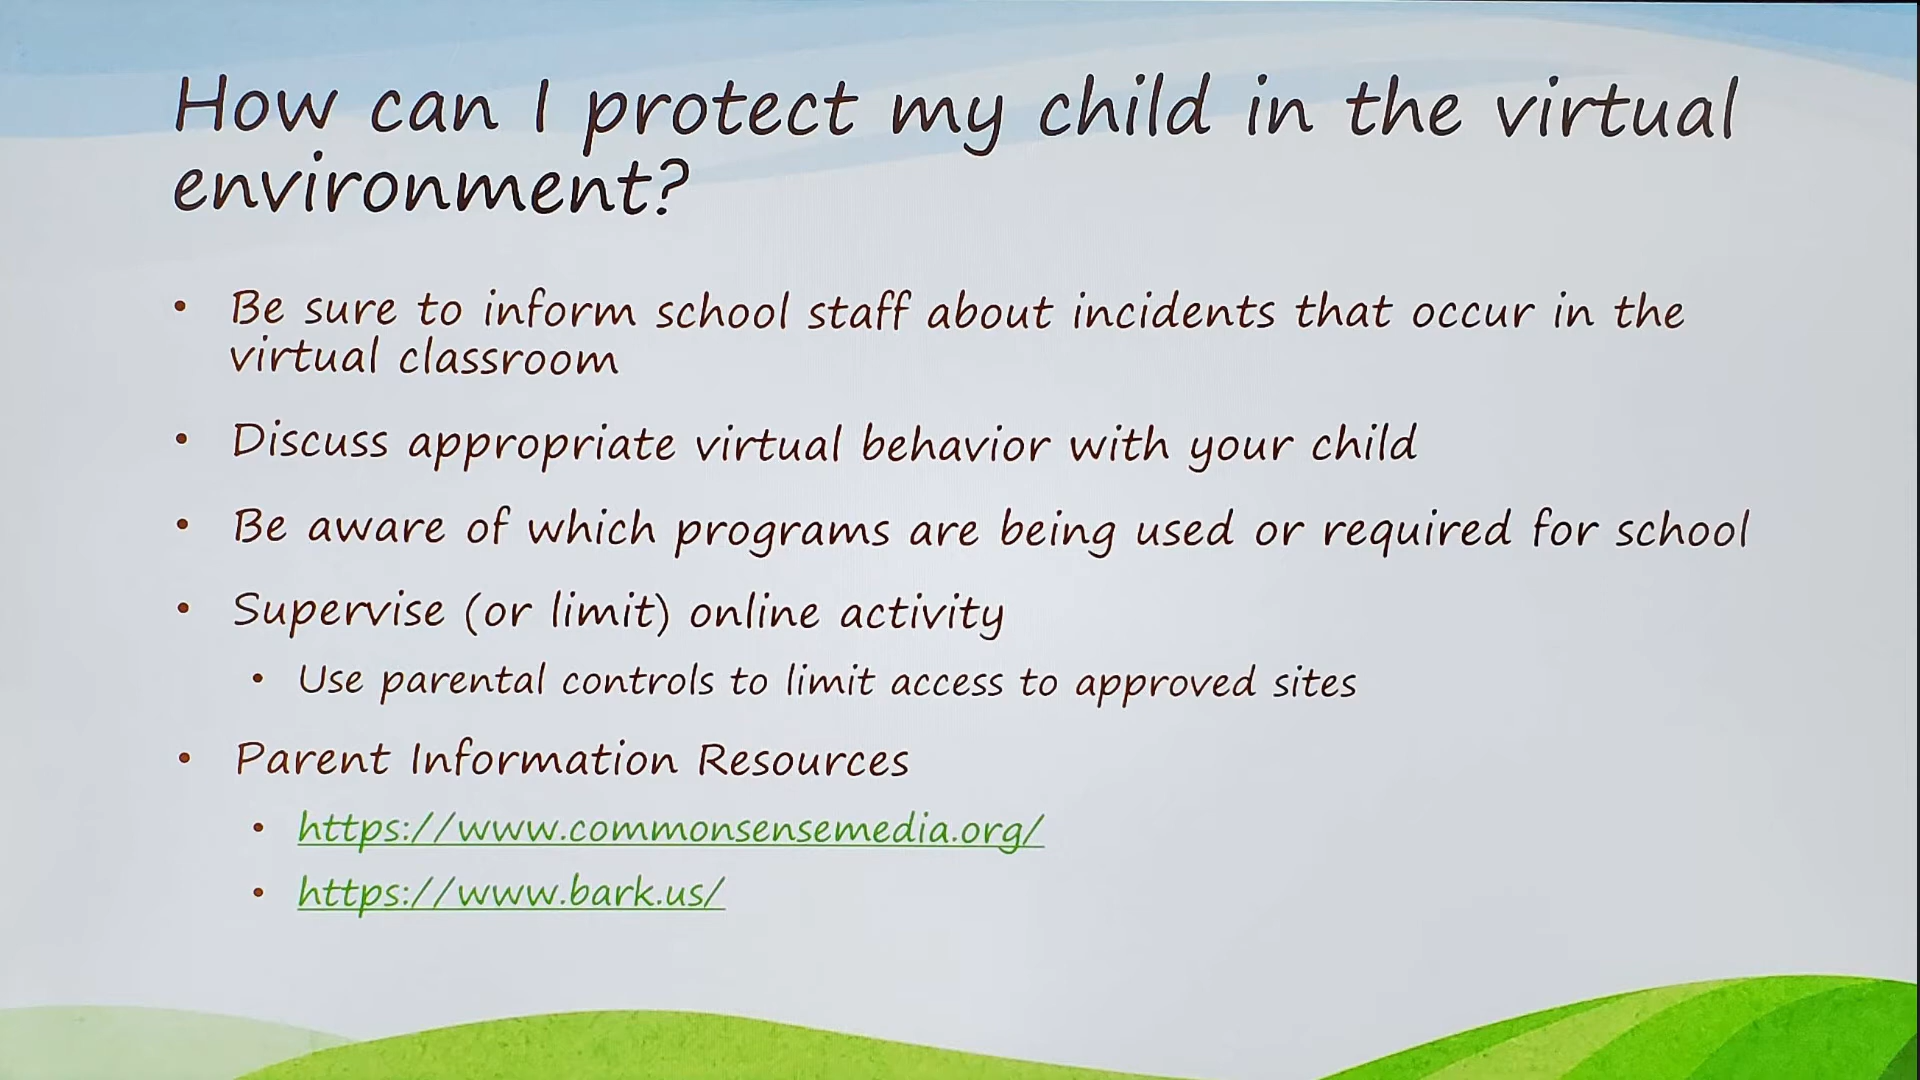 How can I protect my child in the virtual
environment?
• Be sure to inform school staff about incidents that occur in the
virtual classroom
• Discuss appropriate virtual behavior with your child
• Be aware of which programs are being used or required for school
• Supervise (or limit) online activity
• Use parental controls to limit access to approved sites
• Parent Information Resources
• https://www.commonsensemedia.org/
• https://www.bark.us/